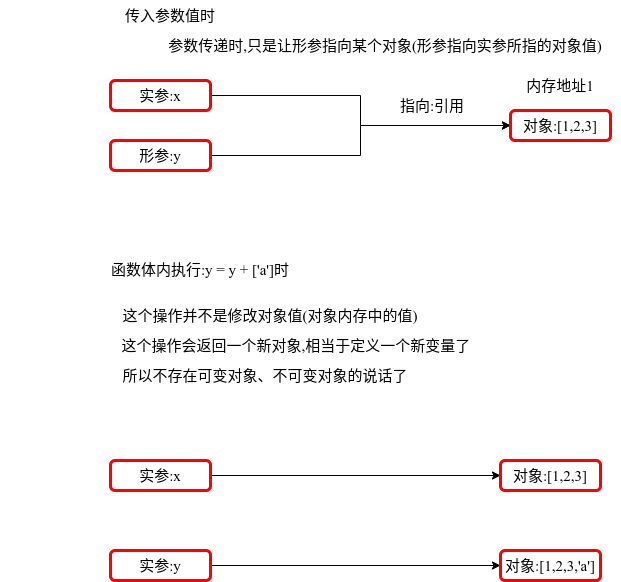 传入参数值时
参数传递时,只是让形参指向某个对象(形参指向实参所指的对象值)
内存地址1
实参:x
指向:引用
对象:[1,2,3]
形参:y
函数体内执行:y = y + ['a']时
这个操作并不是修改对象值(对象内存中的值)
这个操作会返回一个新对象,相当于定义一个新变量了
所以不存在可变对象、不可变对象的说话了
实参:x
对象:[1,2,3]
实参:y
对象:[1,2,3,'a']